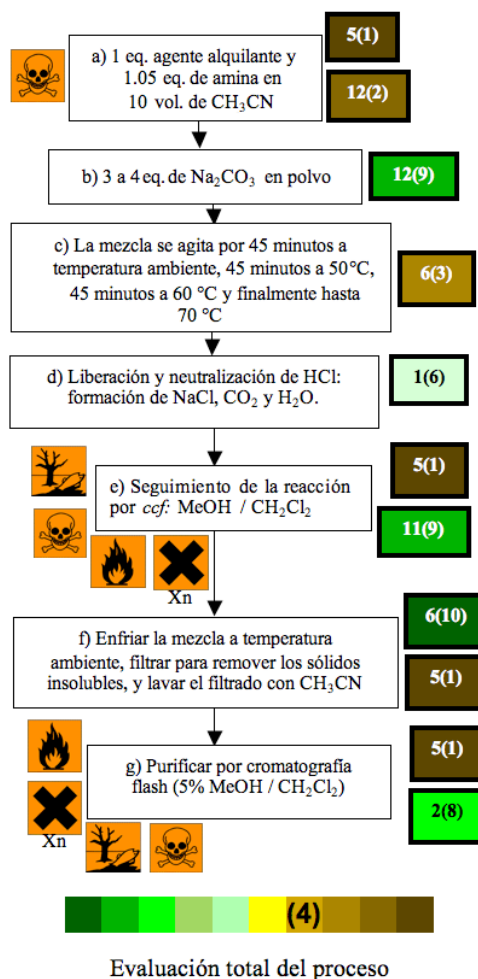 5(1)
a) 1 eq. agente alquilante y
1.05 eq. de amina en
10 vol. de CH₃CN
12(2)
b) 3 a 4 eq. de Na₂CO₃ en polvo
12(9)
c) La mezcla se agita por 45 minutos a
temperatura ambiente, 45 minutos a 50°C,
45 minutos a 60 °C y finalmente hasta
70 °C
6(3)
d) Liberación y neutralización de HCl:
formación de NaCl, CO₂ y H₂O.
1(6)
5(1)
e) Seguimiento de la reacción
por ccf: MeOH / CH₂Cl₂
11(9)
Xn
6(10)
f) Enfriar la mezcla a temperatura
ambiente, filtrar para remover los sólidos
insolubles, y lavar el filtrado con CH₃CN
5(1)
5(1)
g) Purificar por cromatografía
flash (5% MeOH / CH₂Cl₂)
2(8)
Xn
(4)
Evaluación total del proceso